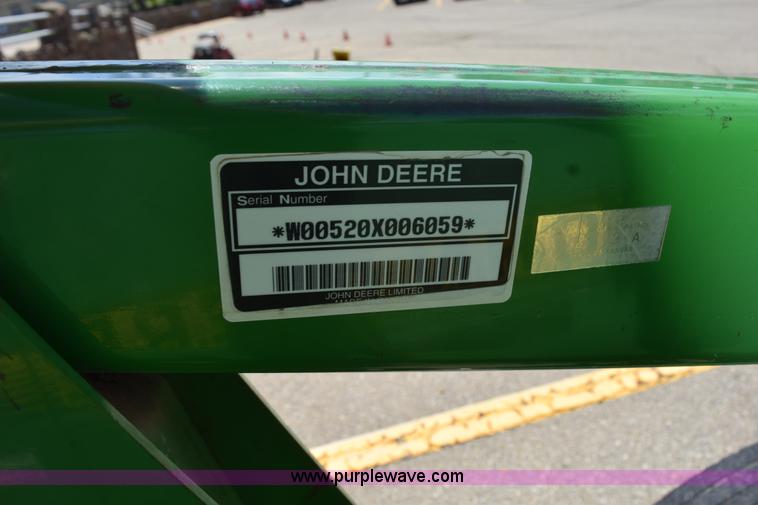 JOHN DEERE
Serial Number
*W00520X006059*
JOHN DEERE LIMITED
A
www.purplewave.com